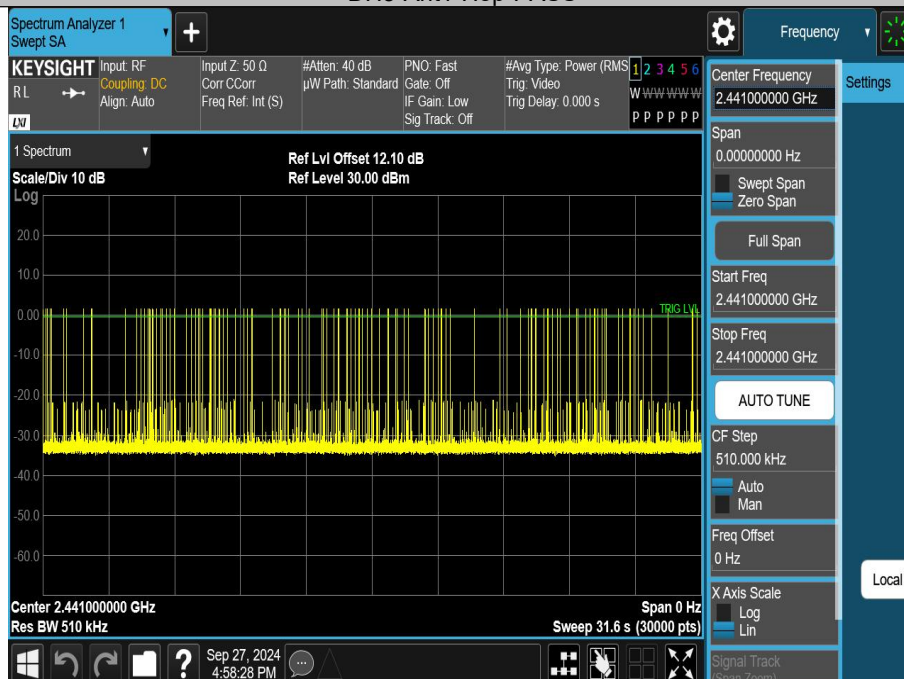 Spectrum Analyzer 1
Swept SA
Frequency
KEYSIGHT
R L
LXI
Input: RF
Coupling: DC
Align: Auto
Input Z: 50 Ω
Corr CCorr
Freq Ref: Int (S)
#Atten: 40 dB
µW Path: Standard
PNO: Fast
Gate: Off
IF Gain: Low
Sig Track: Off
#Avg Type: Power (RMS
Trig: Video
Trig Delay: 0.000 s
1 2 3 4 5 6
W W W W W W
P P P P P P
1 Spectrum
Scale/Div 10 dB
Ref Lvl Offset 12.10 dB
Ref Level 30.00 dBm
Log
20.0
10.0
0.00
TRIG LVL
-10.0
-20.0
-30.0
-40.0
-50.0
-60.0
Center 2.441000000 GHz
Res BW 510 kHz
Span 0 Hz
Sweep 31.6 s (30000 pts)
Sep 27, 2024
4:58:28 PM
Center Frequency
2.441000000 GHz
Settings
Span
0.00000000 Hz
Swept Span
Zero Span
Full Span
Start Freq
2.441000000 GHz
Stop Freq
2.441000000 GHz
AUTO TUNE
CF Step
510.000 kHz
Auto
Man
Freq Offset
0 Hz
Local
X Axis Scale
Log
Lin
Signal Track
(Span Zoom)